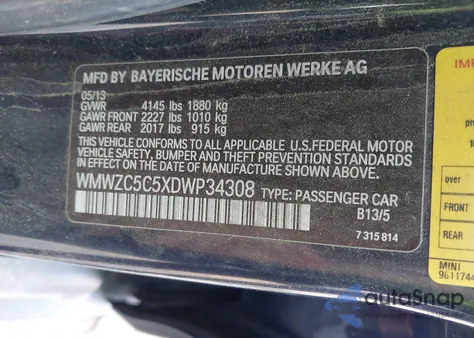 MFD BY BAYERISCHE MOTOREN WERKE AG
05/13
GVWR 4145 lbs 1880 kg
GAWR FRONT 2227 lbs 1010 kg
GAWR REAR 2017 lbs 915 kg
THIS VEHICLE CONFORMS TO ALL APPLICABLE U.S.FEDERAL MOTOR
VEHICLE SAFETY, BUMPER, AND THEFT PREVENTION STANDARDS
IN EFFECT ON THE DATE OF MANUFACTURE SHOWN ABOVE.
WMWZC5C5XDWP34308 TYPE: PASSENGER CAR
B13/5
7 315 814
FRONT
REAR
MINI
autoSnap